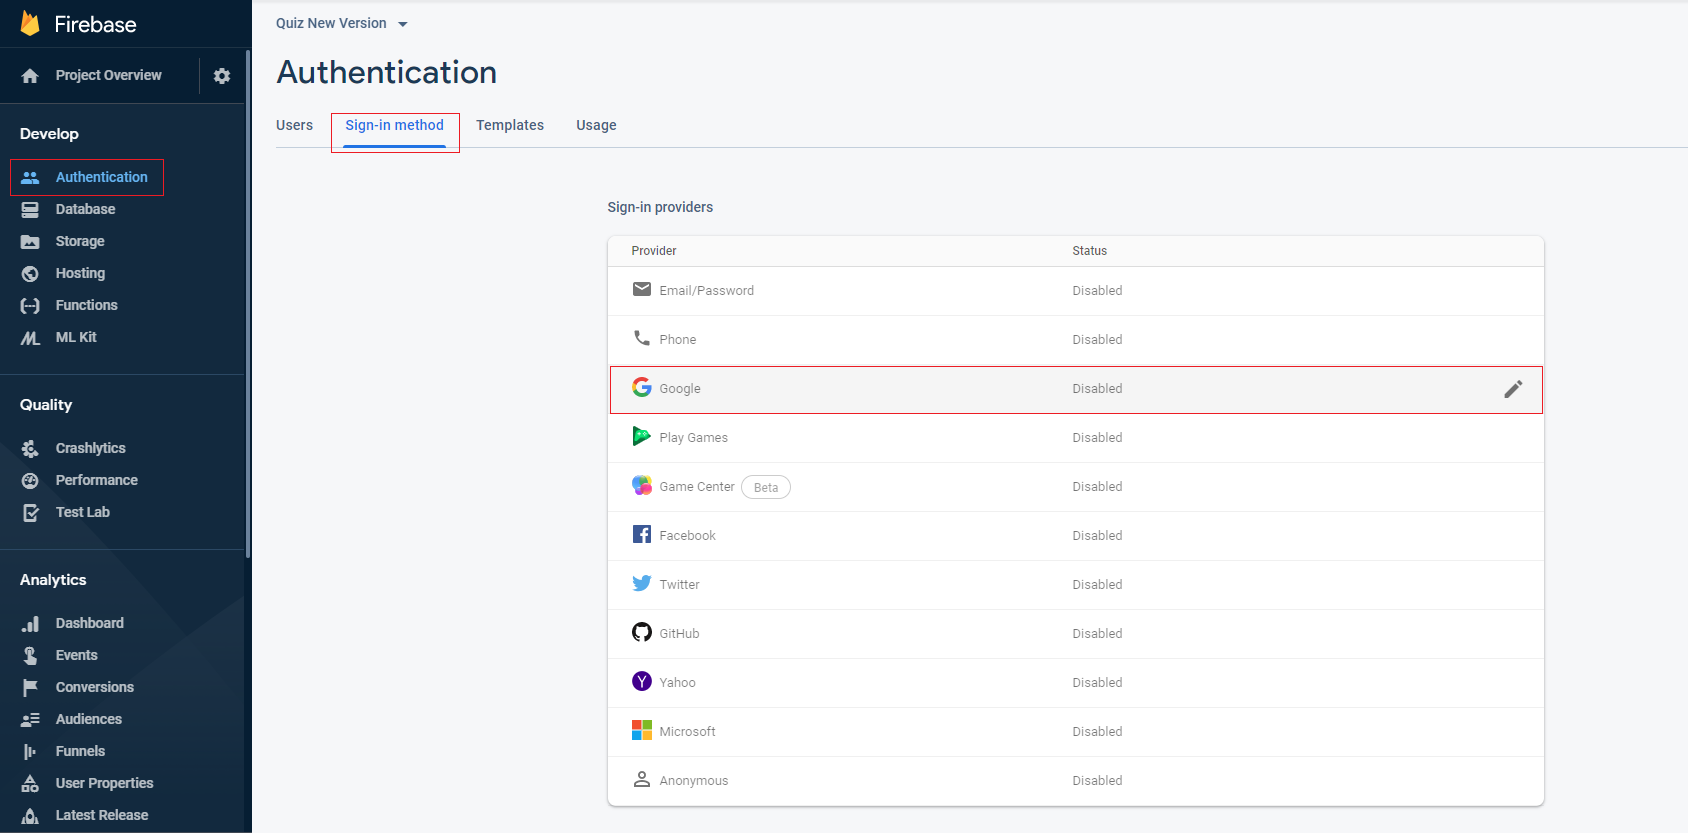 Firebase
Project Overview
Develop
Authentication
Database
Storage
Hosting
Functions
ML Kit
Quality
Crashlytics
Performance
Test Lab
Analytics
Dashboard
Events
Conversions
Audiences
Funnels
User Properties
Latest Release
Quiz New Version
Authentication
Users Sign-in method Templates Usage
Sign-in providers
Provider Status
Email/Password Disabled
Phone Disabled
Google Disabled
Play Games Disabled
Game Center Beta Disabled
Facebook Disabled
Twitter Disabled
GitHub Disabled
Yahoo Disabled
Microsoft Disabled
Anonymous Disabled